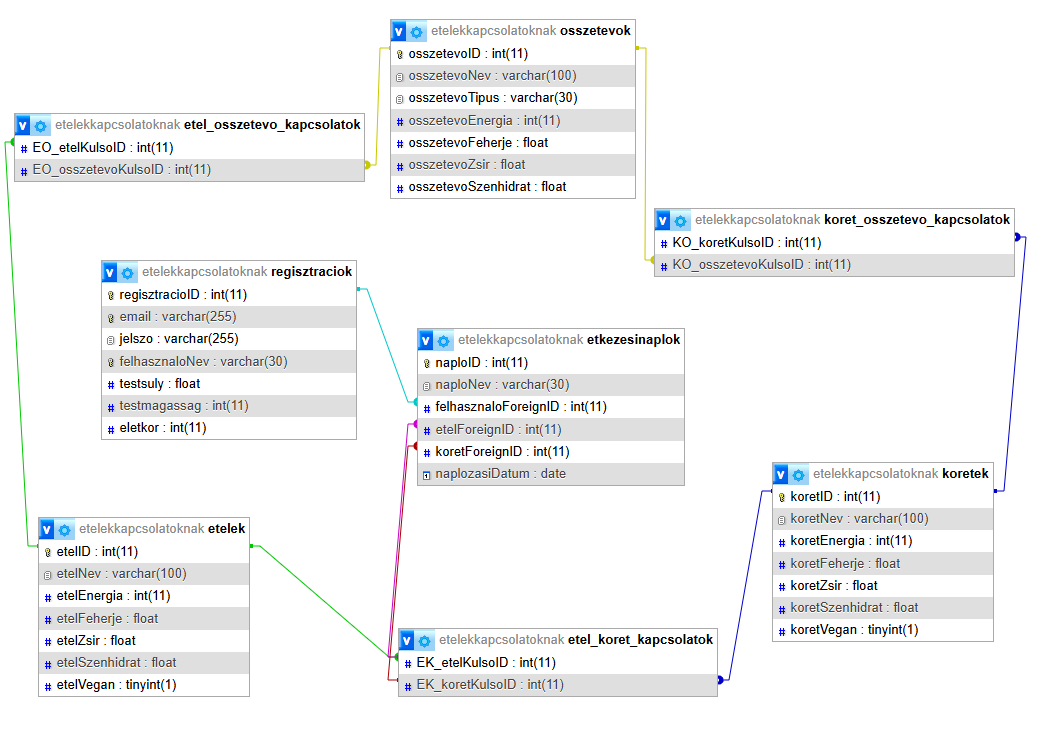 etelekkapcsolatoknak osszetevok
osszetevoID : int(11)
osszetevoNev : varchar(100)
osszetevoTipus : varchar(30)
osszetevoEnergia : int(11)
osszetevoFeherje : float
osszetevoZsir : float
osszetevoSzenhidrat : float
etelekkapcsolatoknak etel_osszetevo_kapcsolatok
EO_etelKulsoID : int(11)
EO_osszetevoKulsoID : int(11)
etelekkapcsolatoknak koret_osszetevo_kapcsolatok
KO_koretKulsoID : int(11)
KO_osszetevoKulsoID : int(11)
etelekkapcsolatoknak regisztraciok
regisztracioID : int(11)
email : varchar(255)
jelszo : varchar(255)
felhasznaloNev : varchar(30)
testsuly : float
testmagassag : int(11)
eletkor : int(11)
etelekkapcsolatoknak etkezesinaplok
naploID : int(11)
naploNev : varchar(30)
felhasznaloForeignID : int(11)
etelForeignID : int(11)
koretForeignID : int(11)
naplozasiDatum : date
etelekkapcsolatoknak koretek
koretID : int(11)
koretNev : varchar(100)
koretEnergia : int(11)
koretFeherje : float
koretZsir : float
koretSzenhidrat : float
koretVegan : tinyint(1)
etelekkapcsolatoknak etelek
etelID : int(11)
etelNev : varchar(100)
etelEnergia : int(11)
etelFeherje : float
etelZsir : float
etelSzenhidrat : float
etelVegan : tinyint(1)
etelekkapcsolatoknak etel_koret_kapcsolatok
EK_etelKulsoID : int(11)
EK_koretKulsoID : int(11)